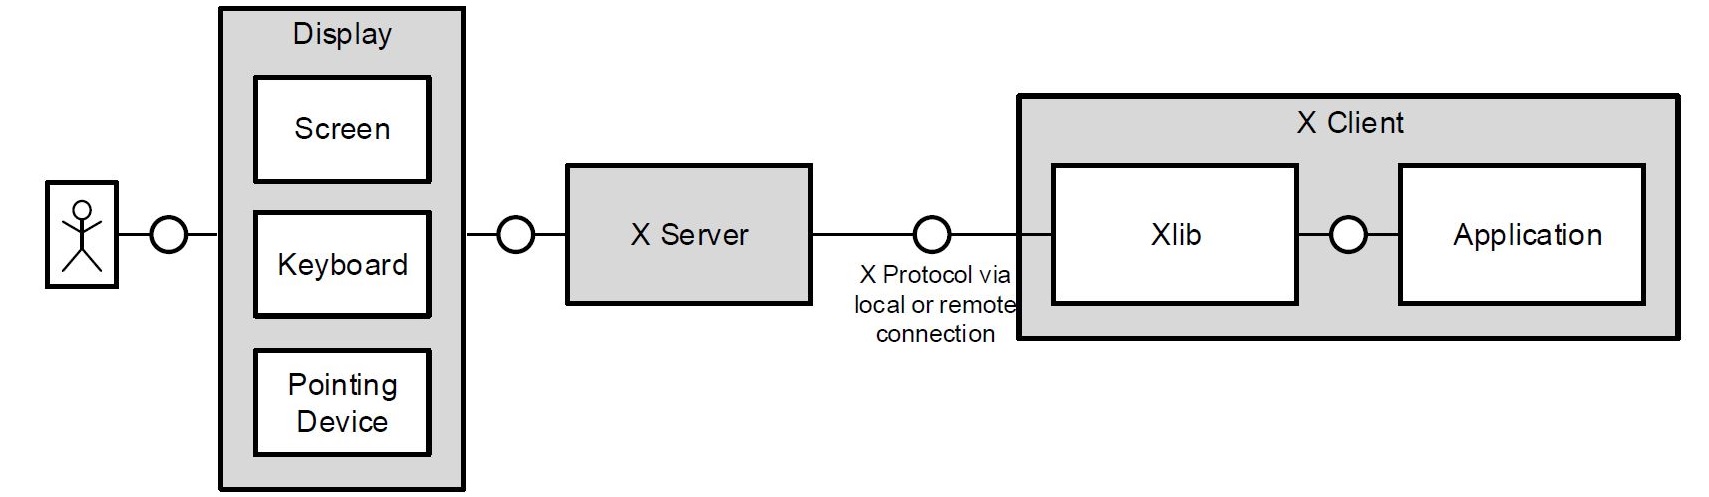 Display
Screen
Keyboard
Pointing
Device
X Server
X Protocol via
local or remote
connection
X Client
Xlib
Application